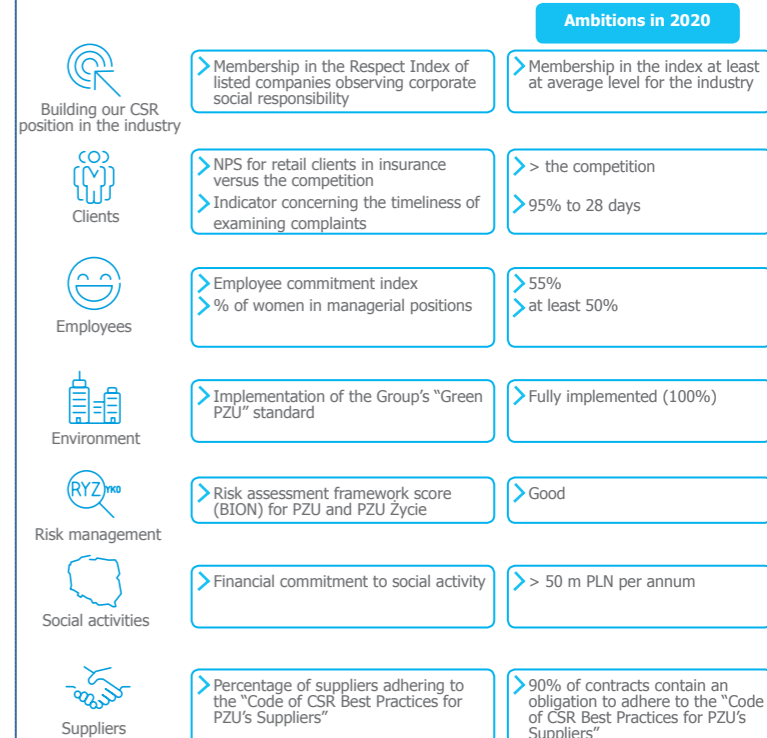 Ambitions in 2020
Building our CSR
position in the industry
Membership in the Respect Index of
listed companies observing corporate
social responsibility
Membership in the index at least
at average level for the industry
Clients
NPS for retail clients in insurance
versus the competition
Indicator concerning the timeliness of
examining complaints
> the competition
95% to 28 days
Employees
Employee commitment index
% of women in managerial positions
55%
at least 50%
Environment
Implementation of the Group's “Green
PZU” standard
Fully implemented (100%)
RYZYKO
Risk management
Risk assessment framework score
(BION) for PZU and PZU Życie
Good
Social activities
Financial commitment to social activity
> 50 m PLN per annum
Suppliers
Percentage of suppliers adhering to
the “Code of CSR Best Practices for
PZU's Suppliers”
90% of contracts contain an
obligation to adhere to the “Code
of CSR Best Practices for PZU's
Suppliers”